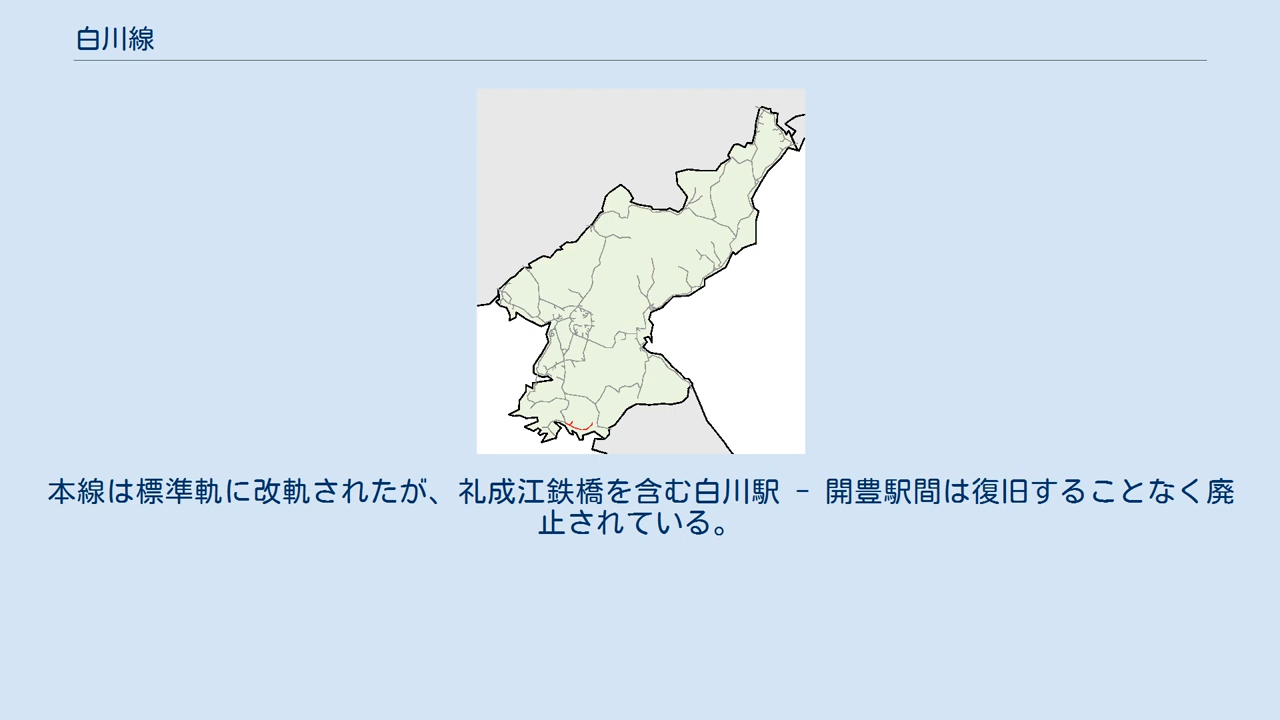 白川線
本線は標準軌に改軌されたが、礼成江鉄橋を含む白川駅 - 開豊駅間は復旧することなく廃
止されている。